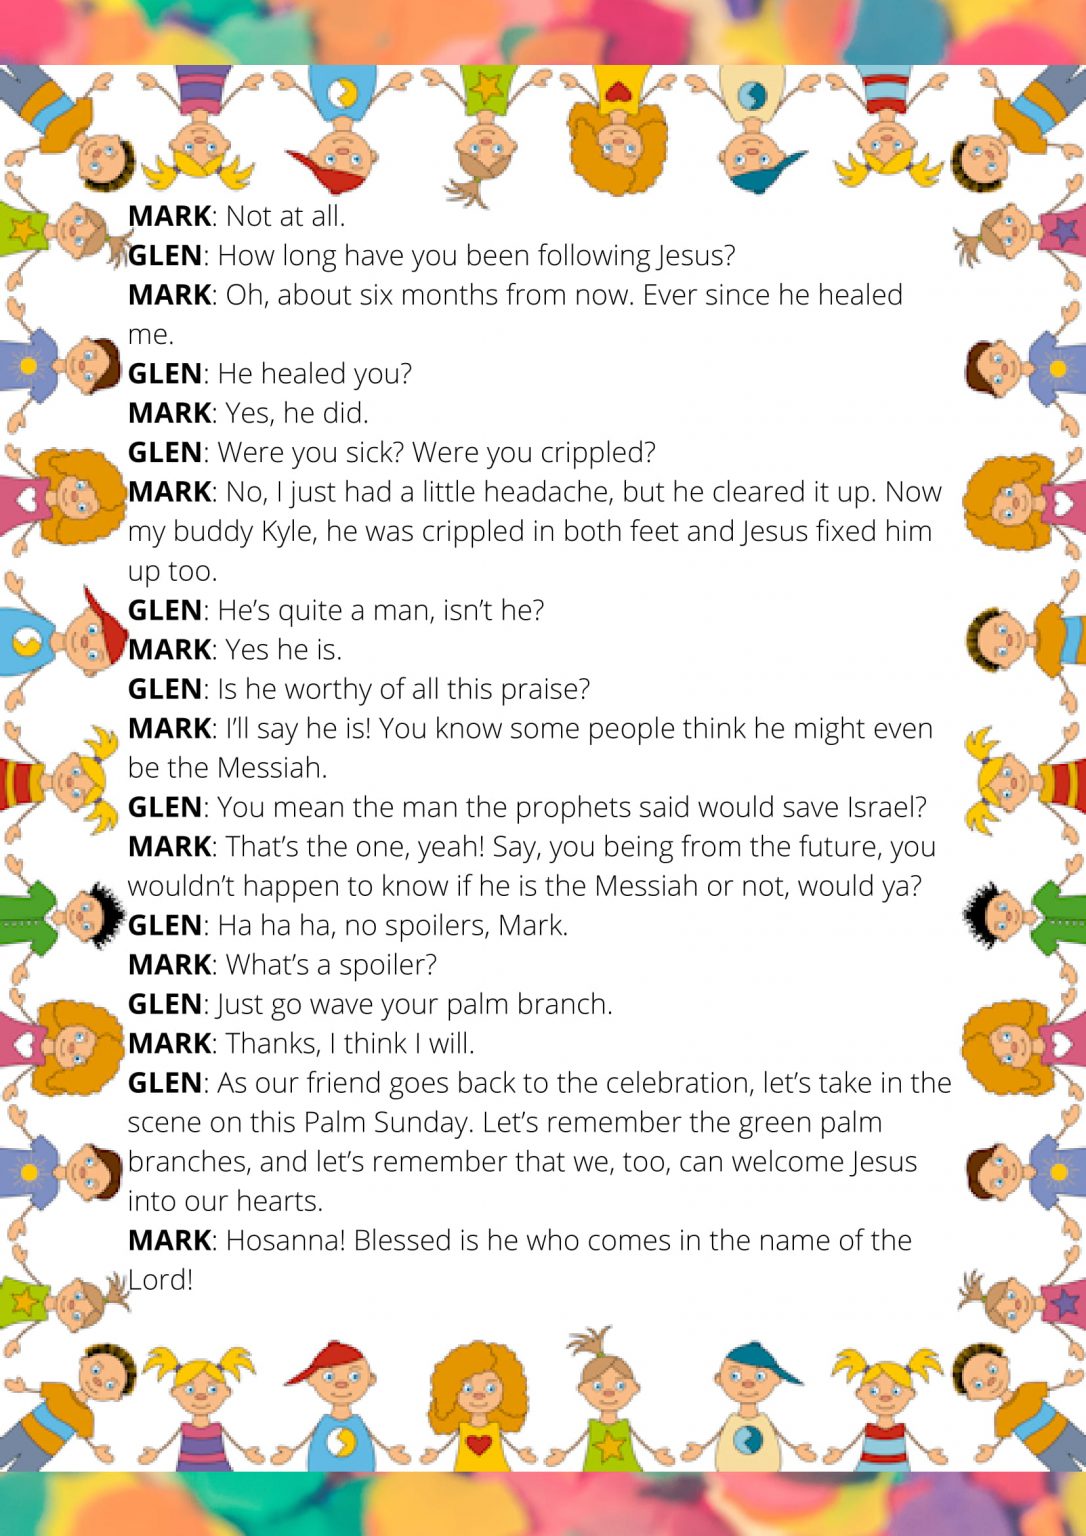 MARK: Not at all.
GLEN: How long have you been following Jesus?
MARK: Oh, about six months from now. Ever since he healed
me.
GLEN: He healed you?
MARK: Yes, he did.
GLEN: Were you sick? Were you crippled?
MARK: No, I just had a little headache, but he cleared it up. Now
my buddy Kyle, he was crippled in both feet and Jesus fixed him
up too.
GLEN: He’s quite a man, isn’t he?
MARK: Yes he is.
GLEN: Is he worthy of all this praise?
MARK: I’ll say he is! You know some people think he might even
be the Messiah.
GLEN: You mean the man the prophets said would save Israel?
MARK: That’s the one, yeah! Say, you being from the future, you
wouldn’t happen to know if he is the Messiah or not, would ya?
GLEN: Ha ha ha, no spoilers, Mark.
MARK: What’s a spoiler?
GLEN: Just go wave your palm branch.
MARK: Thanks, I think I will.
GLEN: As our friend goes back to the celebration, let’s take in the
scene on this Palm Sunday. Let’s remember the green palm
branches, and let’s remember that we, too, can welcome Jesus
into our hearts.
MARK: Hosanna! Blessed is he who comes in the name of the
Lord!